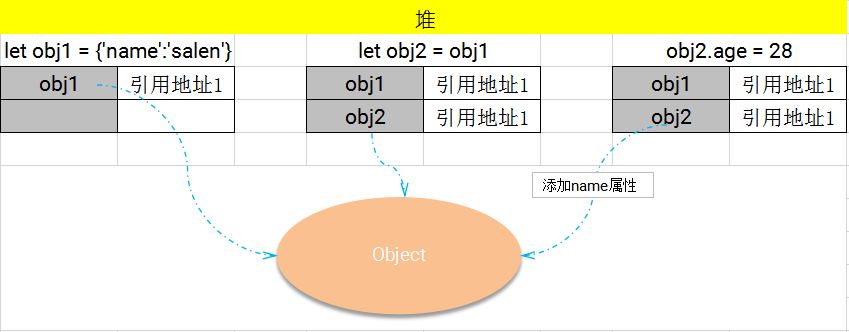 堆
let obj1 = {'name':'salen'} let obj2 = obj1 obj2.age = 28
obj1 引用地址1 obj1 引用地址1 obj1 引用地址1
obj2 引用地址1 obj2 引用地址1
添加name属性
Object